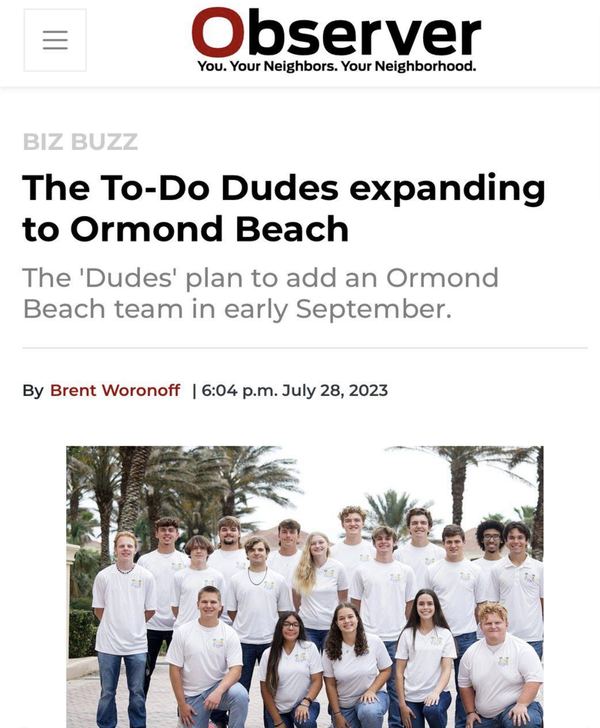 Observer
You. Your Neighbors. Your Neighborhood.
BIZ BUZZ
The To-Do Dudes expanding
to Ormond Beach
The 'Dudes' plan to add an Ormond
Beach team in early September.
By Brent Woronoff | 6:04 p.m. July 28, 2023